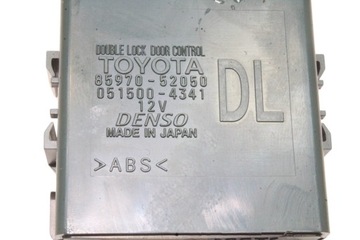 DOUBLE LOCK DOOR CONTROL
TOYOTA
85970-52050
051500-4341
12V
DENSO
MADE IN JAPAN
DL
>ABS<